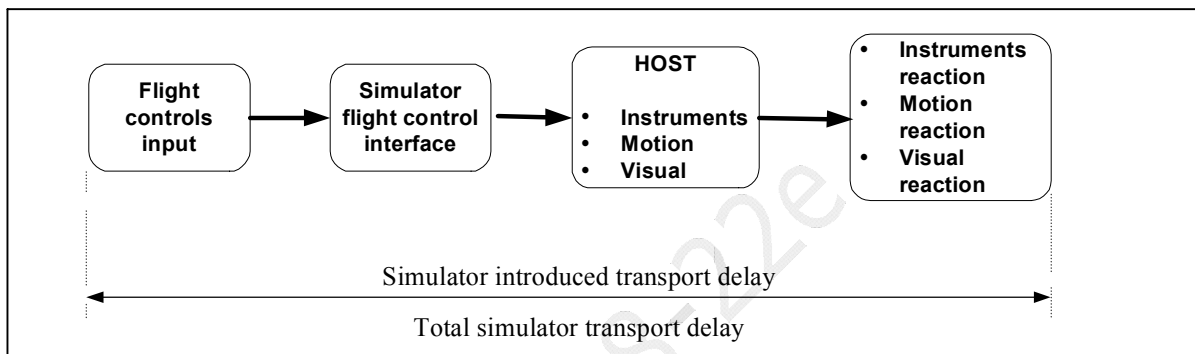 Flight
controls
input
Simulator
flight control
interface
HOST
• Instruments
• Motion
• Visual
• Instruments
reaction
• Motion
reaction
• Visual
reaction
Simulator introduced transport delay
Total simulator transport delay